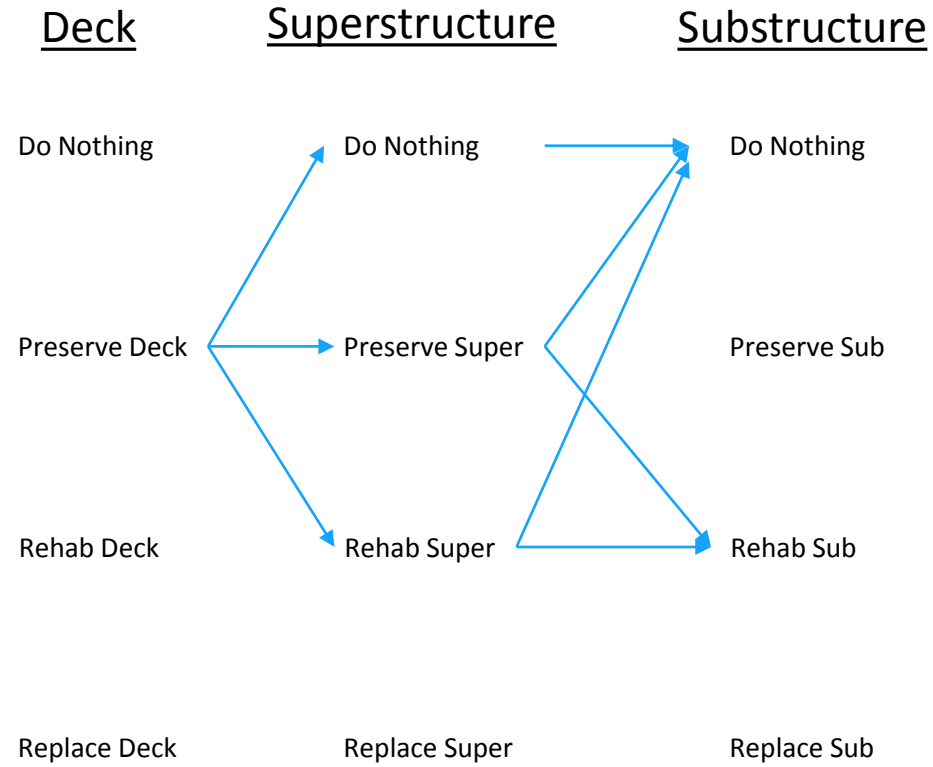 Deck Superstructure Substructure
Do Nothing Do Nothing Do Nothing
Preserve Deck Preserve Super Preserve Sub
Rehab Deck Rehab Super Rehab Sub
Replace Deck Replace Super Replace Sub